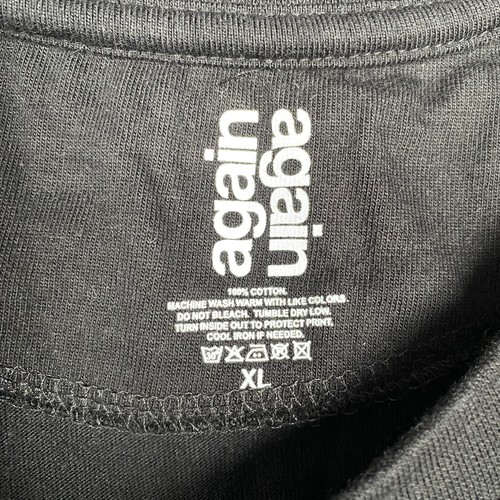 again
again
100% COTTON.
MACHINE WASH WARM WITH LIKE COLORS
DO NOT BLEACH. TUMBLE DRY LOW.
TURN INSIDE OUT TO PROTECT PRINT.
COOL IRON IF NEEDED.
XL